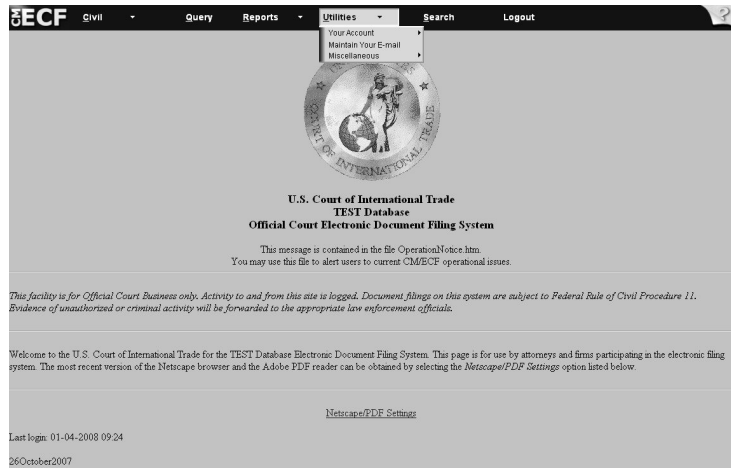 CM ECF Civil Query Reports Utilities Search Logout ?
Your Account
Maintain Your E-mail
Miscellaneous
COURT OF INTERNATIONAL TRADE
U.S. Court of International Trade
TEST Database
Official Court Electronic Document Filing System
This message is contained in the file OperationNotice.htm.
You may use this file to alert users to current CM/ECF operational issues.
This facility is for Official Court Business only. Activity to and from this site is logged. Document filings on this system are subject to Federal Rule of Civil Procedure 11.
Evidence of unauthorized or criminal activity will be forwarded to the appropriate law enforcement officials.
Welcome to the U.S. Court of International Trade for the TEST Database Electronic Document Filing System. This page is for use by attorneys and firms participating in the electronic filing
system. The most recent version of the Netscape browser and the Adobe PDF reader can be obtained by selecting the Netscape/PDF Settings option listed below.
Netscape/PDF Settings
Last login: 01-04-2008 09:24
26October2007